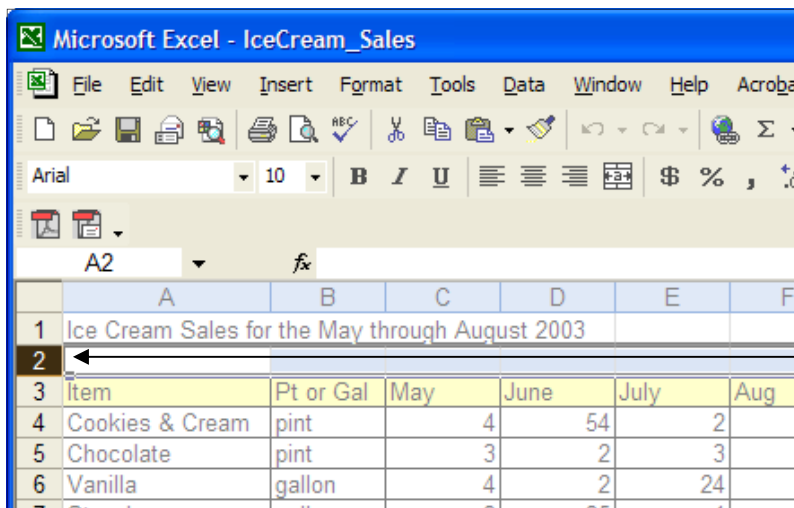 Microsoft Excel - IceCream_Sales
File Edit View Insert Format Tools Data Window Help
ABC Σ
Arial 10 B I U a $ % ,
A2 fx
A B C D E F
1 Ice Cream Sales for the May through August 2003
2
3 Item Pt or Gal May June July Aug
4 Cookies & Cream pint 4 54 2
5 Chocolate pint 3 2 3
6 Vanilla gallon 4 2 24